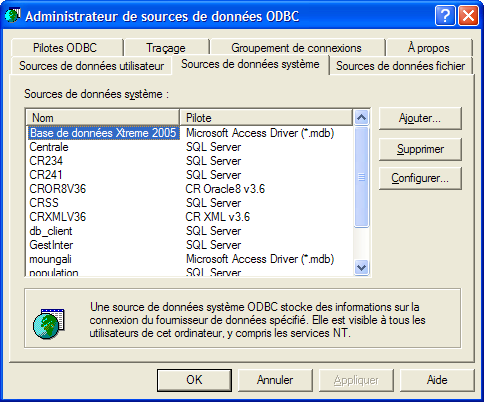 Administrateur de sources de données ODBC
Pilotes ODBC Traçage Groupement de connexions À propos
Sources de données utilisateur Sources de données système Sources de données fichier
Sources de données système :
Nom Pilote
Base de données Xtreme 2005 Microsoft Access Driver (*.mdb)
Centrale SQL Server
CR234 SQL Server
CR241 SQL Server
CROR8V36 CR Oracle8 v3.6
CRSS SQL Server
CRXMLV36 CR XML v3.6
db_client SQL Server
GestInter SQL Server
moungali Microsoft Access Driver (*.mdb)
population SQL Server
Ajouter...
Supprimer
Configurer...
Une source de données système ODBC stocke des informations sur la
connexion du fournisseur de données spécifié. Elle est visible à tous les
utilisateurs de cet ordinateur, y compris les services NT.
OK Annuler Appliquer Aide